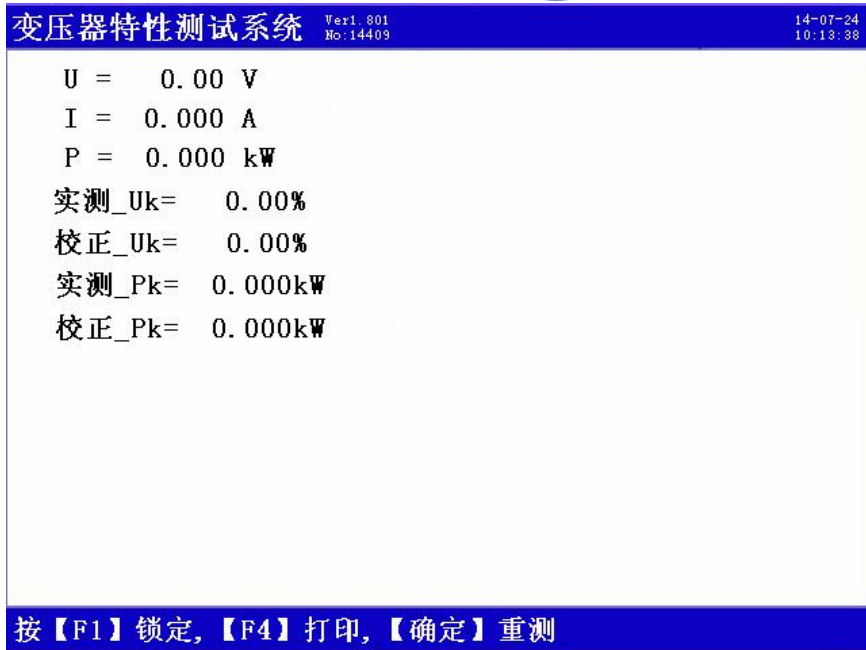 变压器特性测试系统 Ver1.801
No:14409
14-07-24
10:13:38
U = 0.00 V
I = 0.000 A
P = 0.000 kW
实测_Uk= 0.00%
校正_Uk= 0.00%
实测_Pk= 0.000kW
校正_Pk= 0.000kW
按【F1】锁定,【F4】打印,【确定】重测